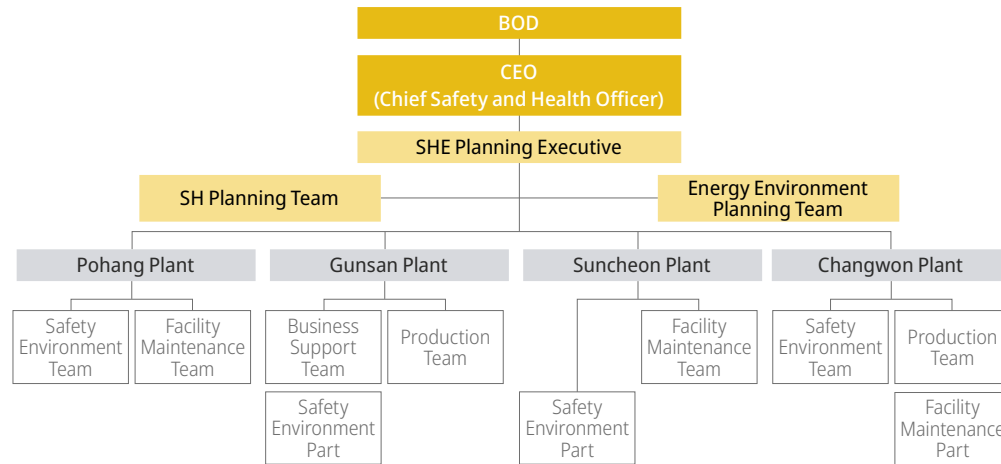 BOD
CEO
(Chief Safety and Health Officer)
SHE Planning Executive
SH Planning Team
Energy Environment
Planning Team
Pohang Plant
Gunsan Plant
Suncheon Plant
Changwon Plant
Safety
Environment
Team
Facility
Maintenance
Team
Business
Support
Team
Production
Team
Facility
Maintenance
Team
Safety
Environment
Team
Production
Team
Safety
Environment
Part
Safety
Environment
Part
Facility
Maintenance
Part